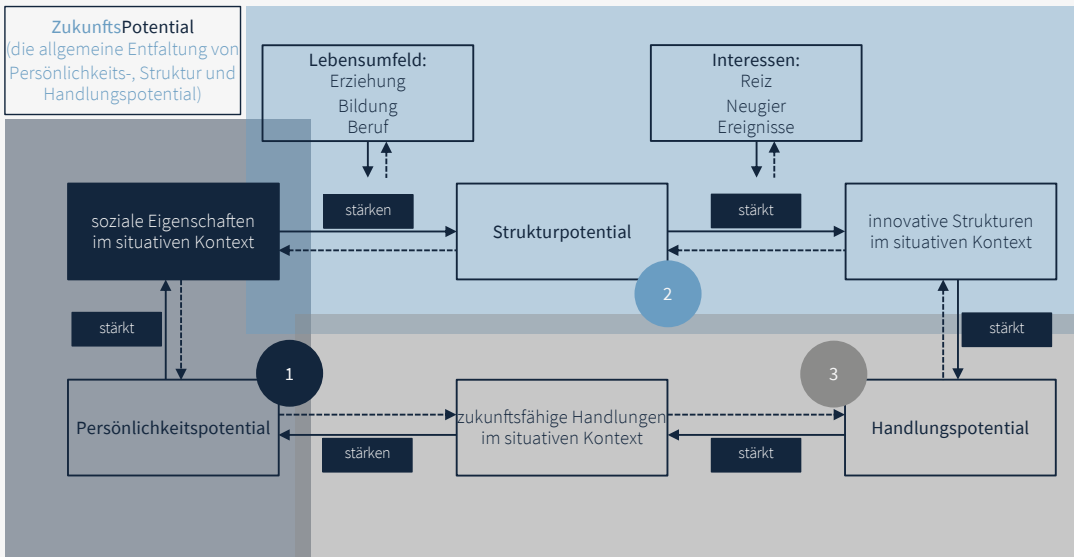 ZukunftsPotential
(die allgemeine Entfaltung von
Persönlichkeits-, Struktur und
Handlungspotential)
Lebensumfeld:
Erziehung
Bildung
Beruf
Interessen:
Reiz
Neugier
Ereignisse
soziale Eigenschaften
im situativen Kontext
stärken
Strukturpotential
stärkt
innovative Strukturen
im situativen Kontext
2
stärkt
stärkt
1
3
Persönlichkeitspotential
zukunftsfähige Handlungen
im situativen Kontext
Handlungspotential
stärken
stärkt